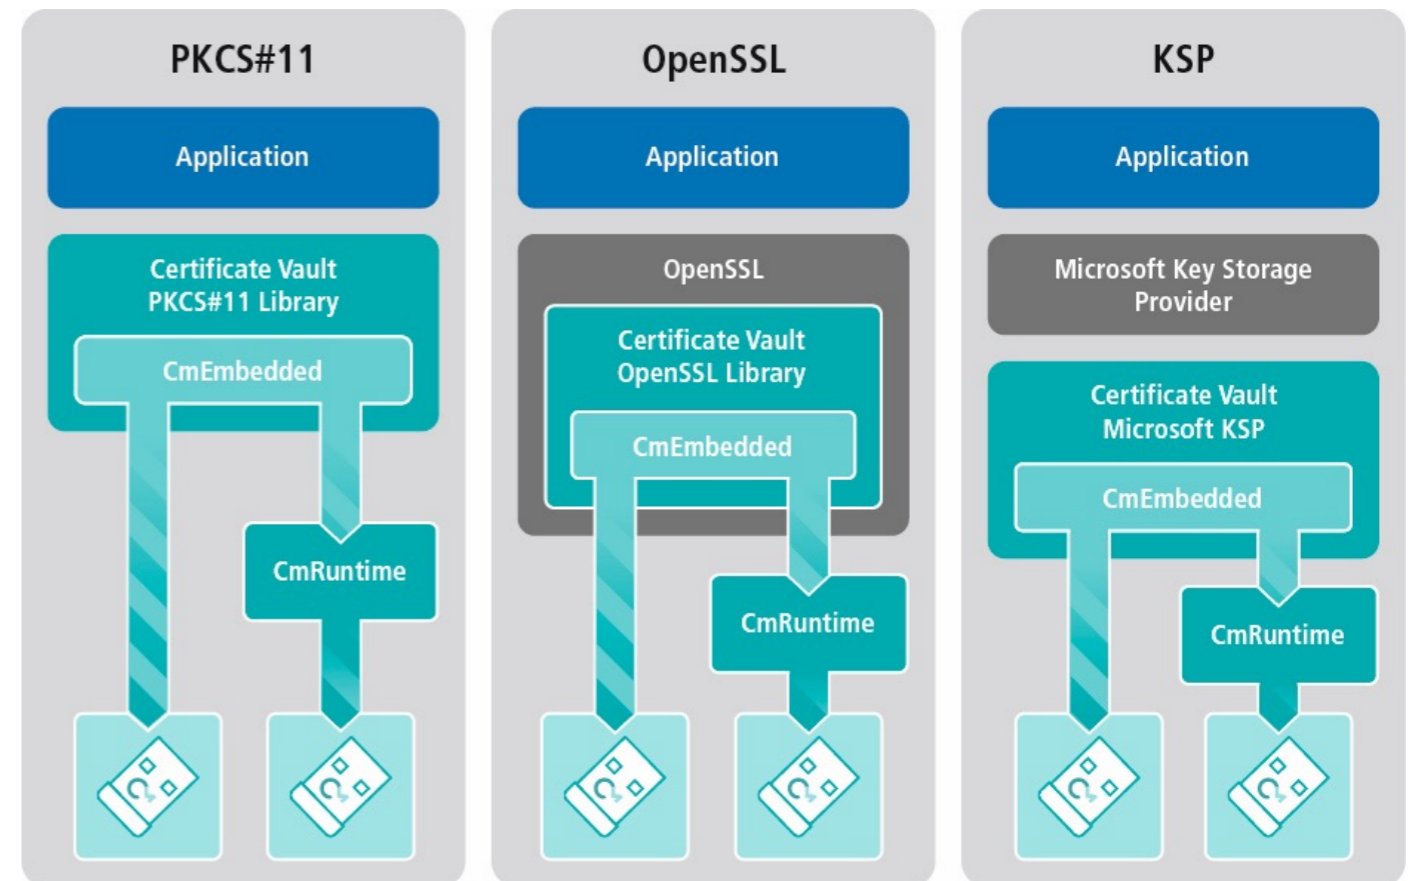 PKCS#11
Application
Certificate Vault
PKCS#11 Library
CmEmbedded
CmRuntime
OpenSSL
Application
OpenSSL
Certificate Vault
OpenSSL Library
CmEmbedded
CmRuntime
KSP
Application
Microsoft Key Storage
Provider
Certificate Vault
Microsoft KSP
CmEmbedded
CmRuntime